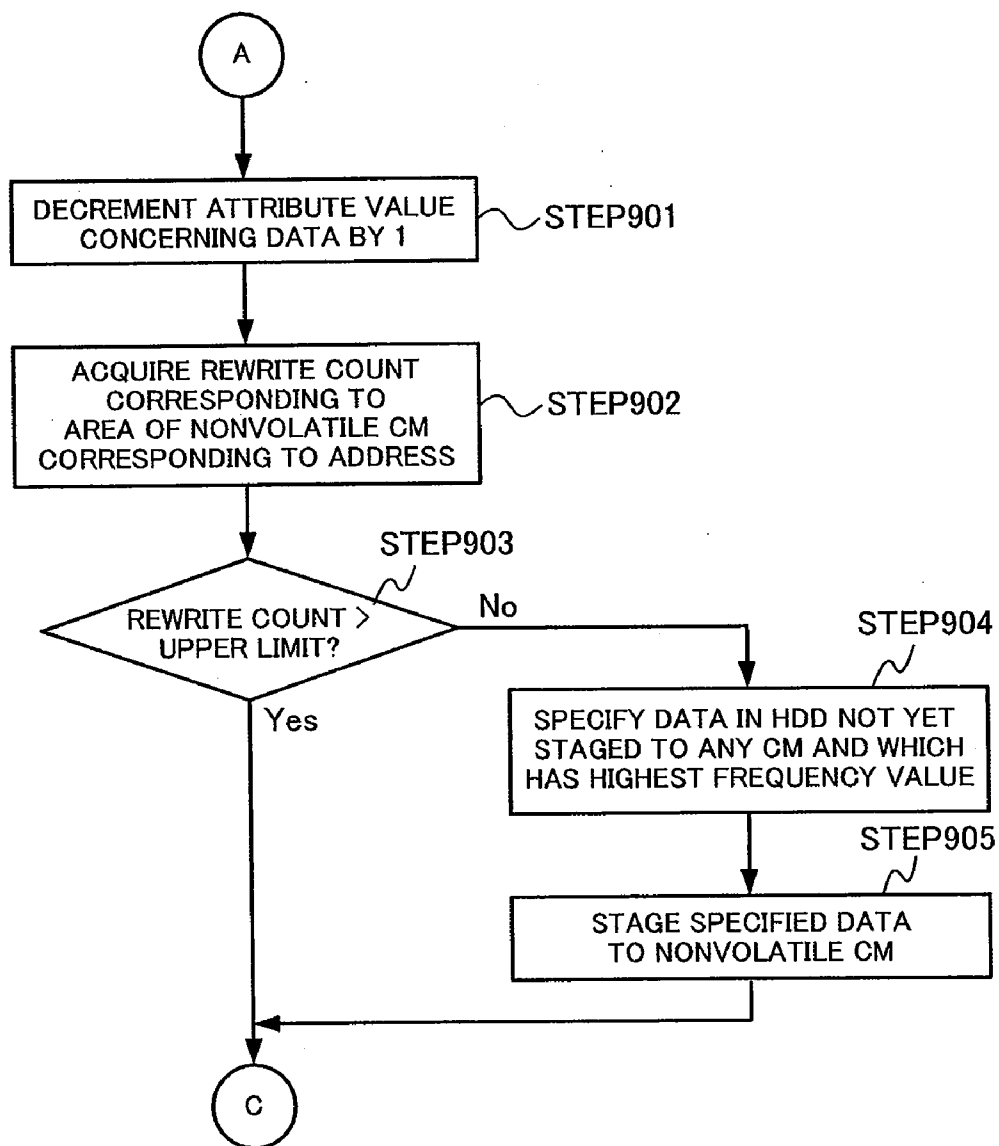 A
DECREMENT ATTRIBUTE VALUE
CONCERNING DATA BY 1
STEP901
ACQUIRE REWRITE COUNT
CORRESPONDING TO
AREA OF NONVOLATILE CM
CORRESPONDING TO ADDRESS
STEP902
STEP903
REWRITE COUNT >
UPPER LIMIT?
No
Yes
STEP904
SPECIFY DATA IN HDD NOT YET
STAGED TO ANY CM AND WHICH
HAS HIGHEST FREQUENCY VALUE
STEP905
STAGE SPECIFIED DATA
TO NONVOLATILE CM
C